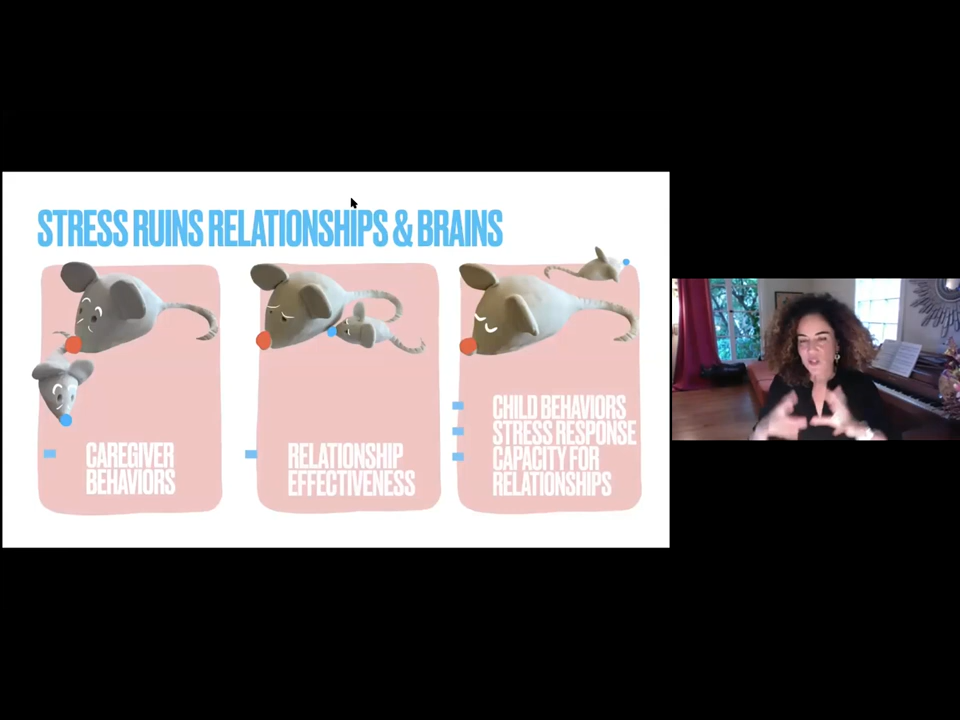 STRESS RUINS RELATIONSHIPS & BRAINS
CAREGIVER
BEHAVIORS
RELATIONSHIP
EFFECTIVENESS
CHILD BEHAVIORS
STRESS RESPONSE
CAPACITY FOR
RELATIONSHIPS